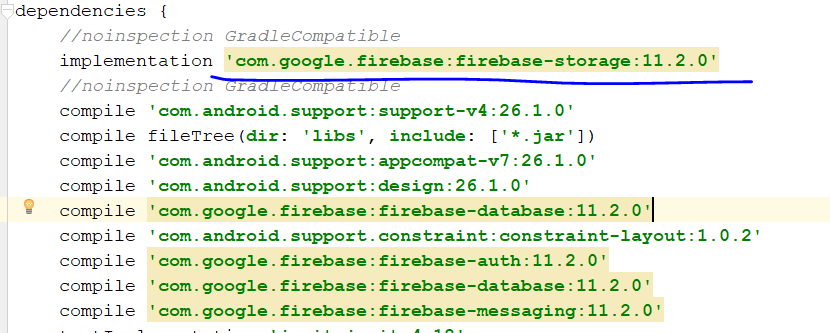 dependencies {
//noinspection GradleCompatible
implementation 'com.google.firebase:firebase-storage:11.2.0'
//noinspection GradleCompatible
compile 'com.android.support:support-v4:26.1.0'
compile fileTree(dir: 'libs', include: ['*.jar'])
compile 'com.android.support:appcompat-v7:26.1.0'
compile 'com.android.support:design:26.1.0'
compile 'com.google.firebase:firebase-database:11.2.0'
compile 'com.android.support.constraint:constraint-layout:1.0.2'
compile 'com.google.firebase:firebase-auth:11.2.0'
compile 'com.google.firebase:firebase-database:11.2.0'
compile 'com.google.firebase:firebase-messaging:11.2.0'